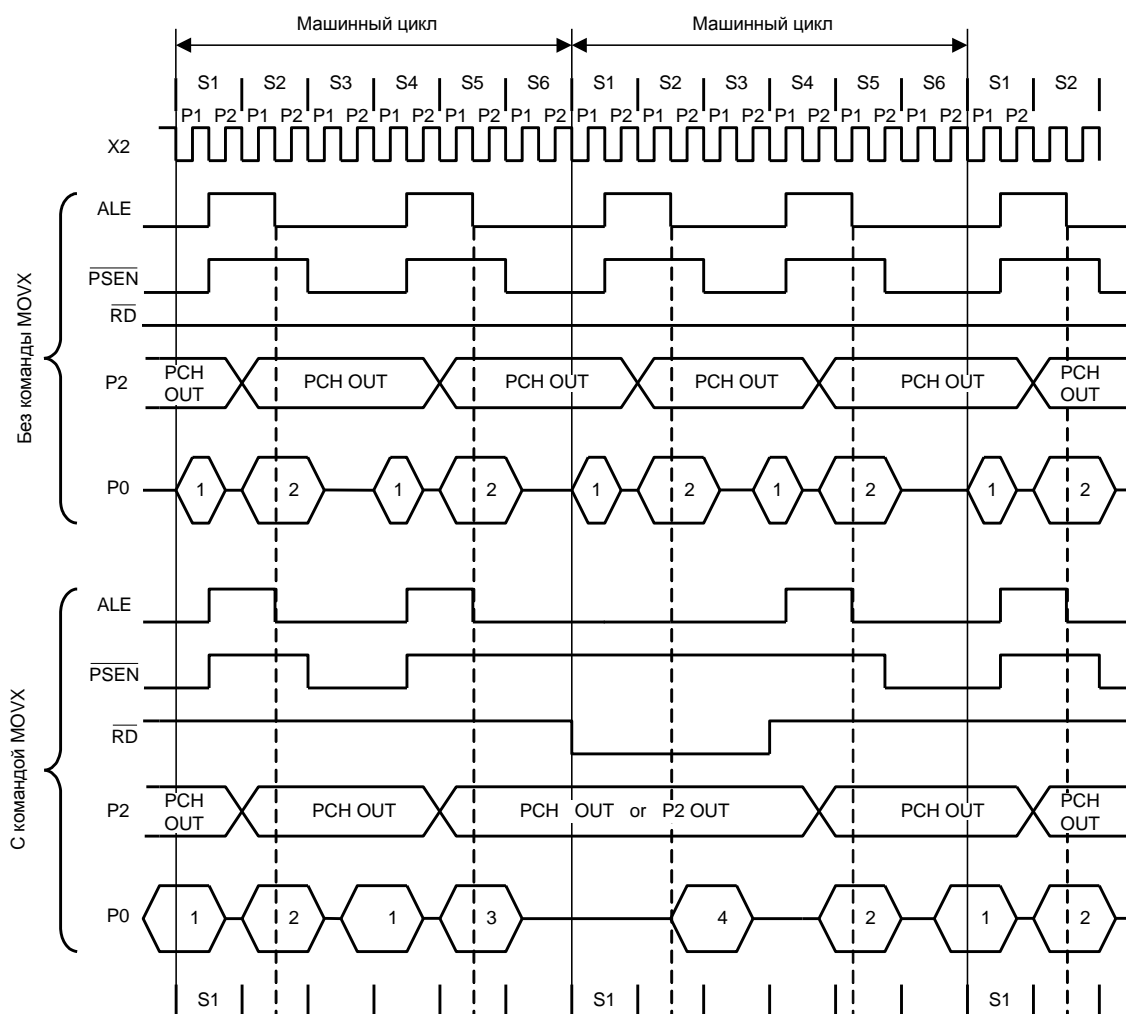 Машинный цикл Машинный цикл
S1 S2 S3 S4 S5 S6 S1 S2 S3 S4 S5 S6 S1 S2
P1 P2 P1 P2 P1 P2 P1 P2 P1 P2 P1 P2 P1 P2 P1 P2 P1 P2 P1 P2 P1 P2 P1 P2 P1 P2
X2
Без команды MOVX
ALE
PSEN
RD
P2 PCH OUT PCH OUT PCH OUT PCH OUT PCH OUT PCH OUT
P0 1 2 1 2 1 2 1 2 1 2
С командой MOVX
ALE
PSEN
RD
P2 PCH OUT PCH OUT PCH OUT or P2 OUT PCH OUT PCH OUT
P0 1 2 1 3 4 2 1 2
S1 S1 S1